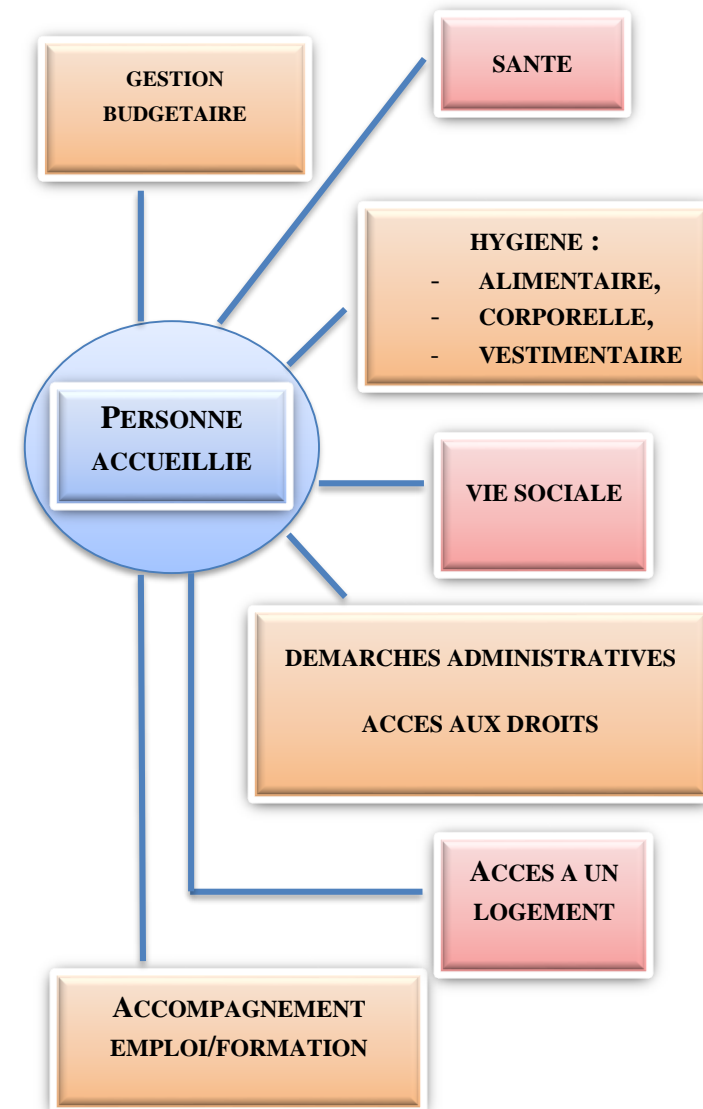 GESTION
BUDGETAIRE
SANTE
HYGIENE :
- ALIMENTAIRE,
- CORPORELLE,
- VESTIMENTAIRE
PERSONNE
ACCUEILLIE
VIE SOCIALE
DEMARCHES ADMINISTRATIVES
ACCES AUX DROITS
ACCES A UN
LOGEMENT
ACCOMPAGNEMENT
EMPLOI/FORMATION